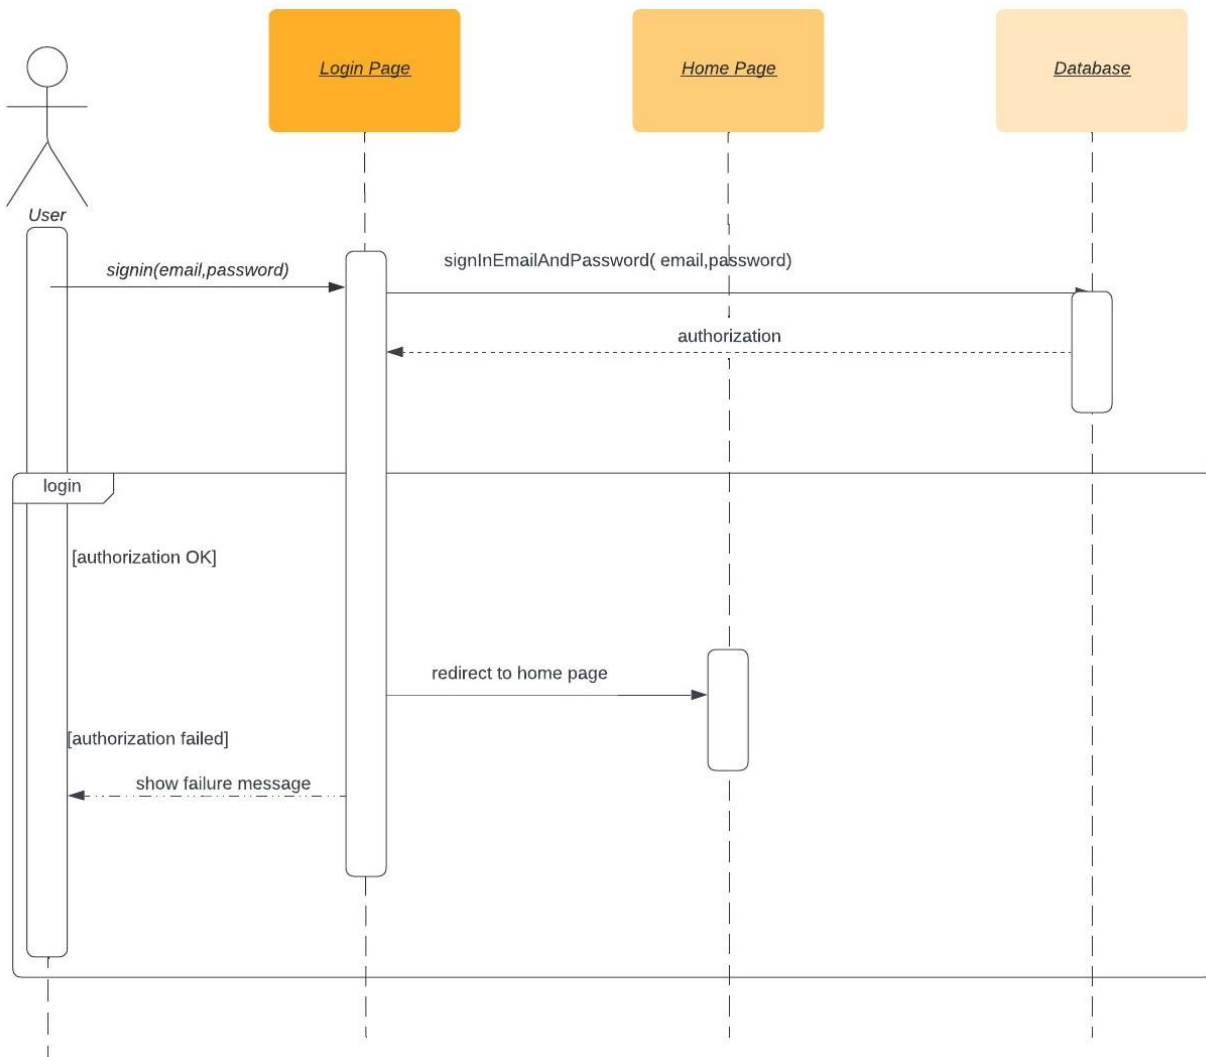 Login Page
Home Page
Database
User
signin(email,password)
signInEmailAndPassword( email,password)
authorization
login
[authorization OK]
redirect to home page
[authorization failed]
show failure message